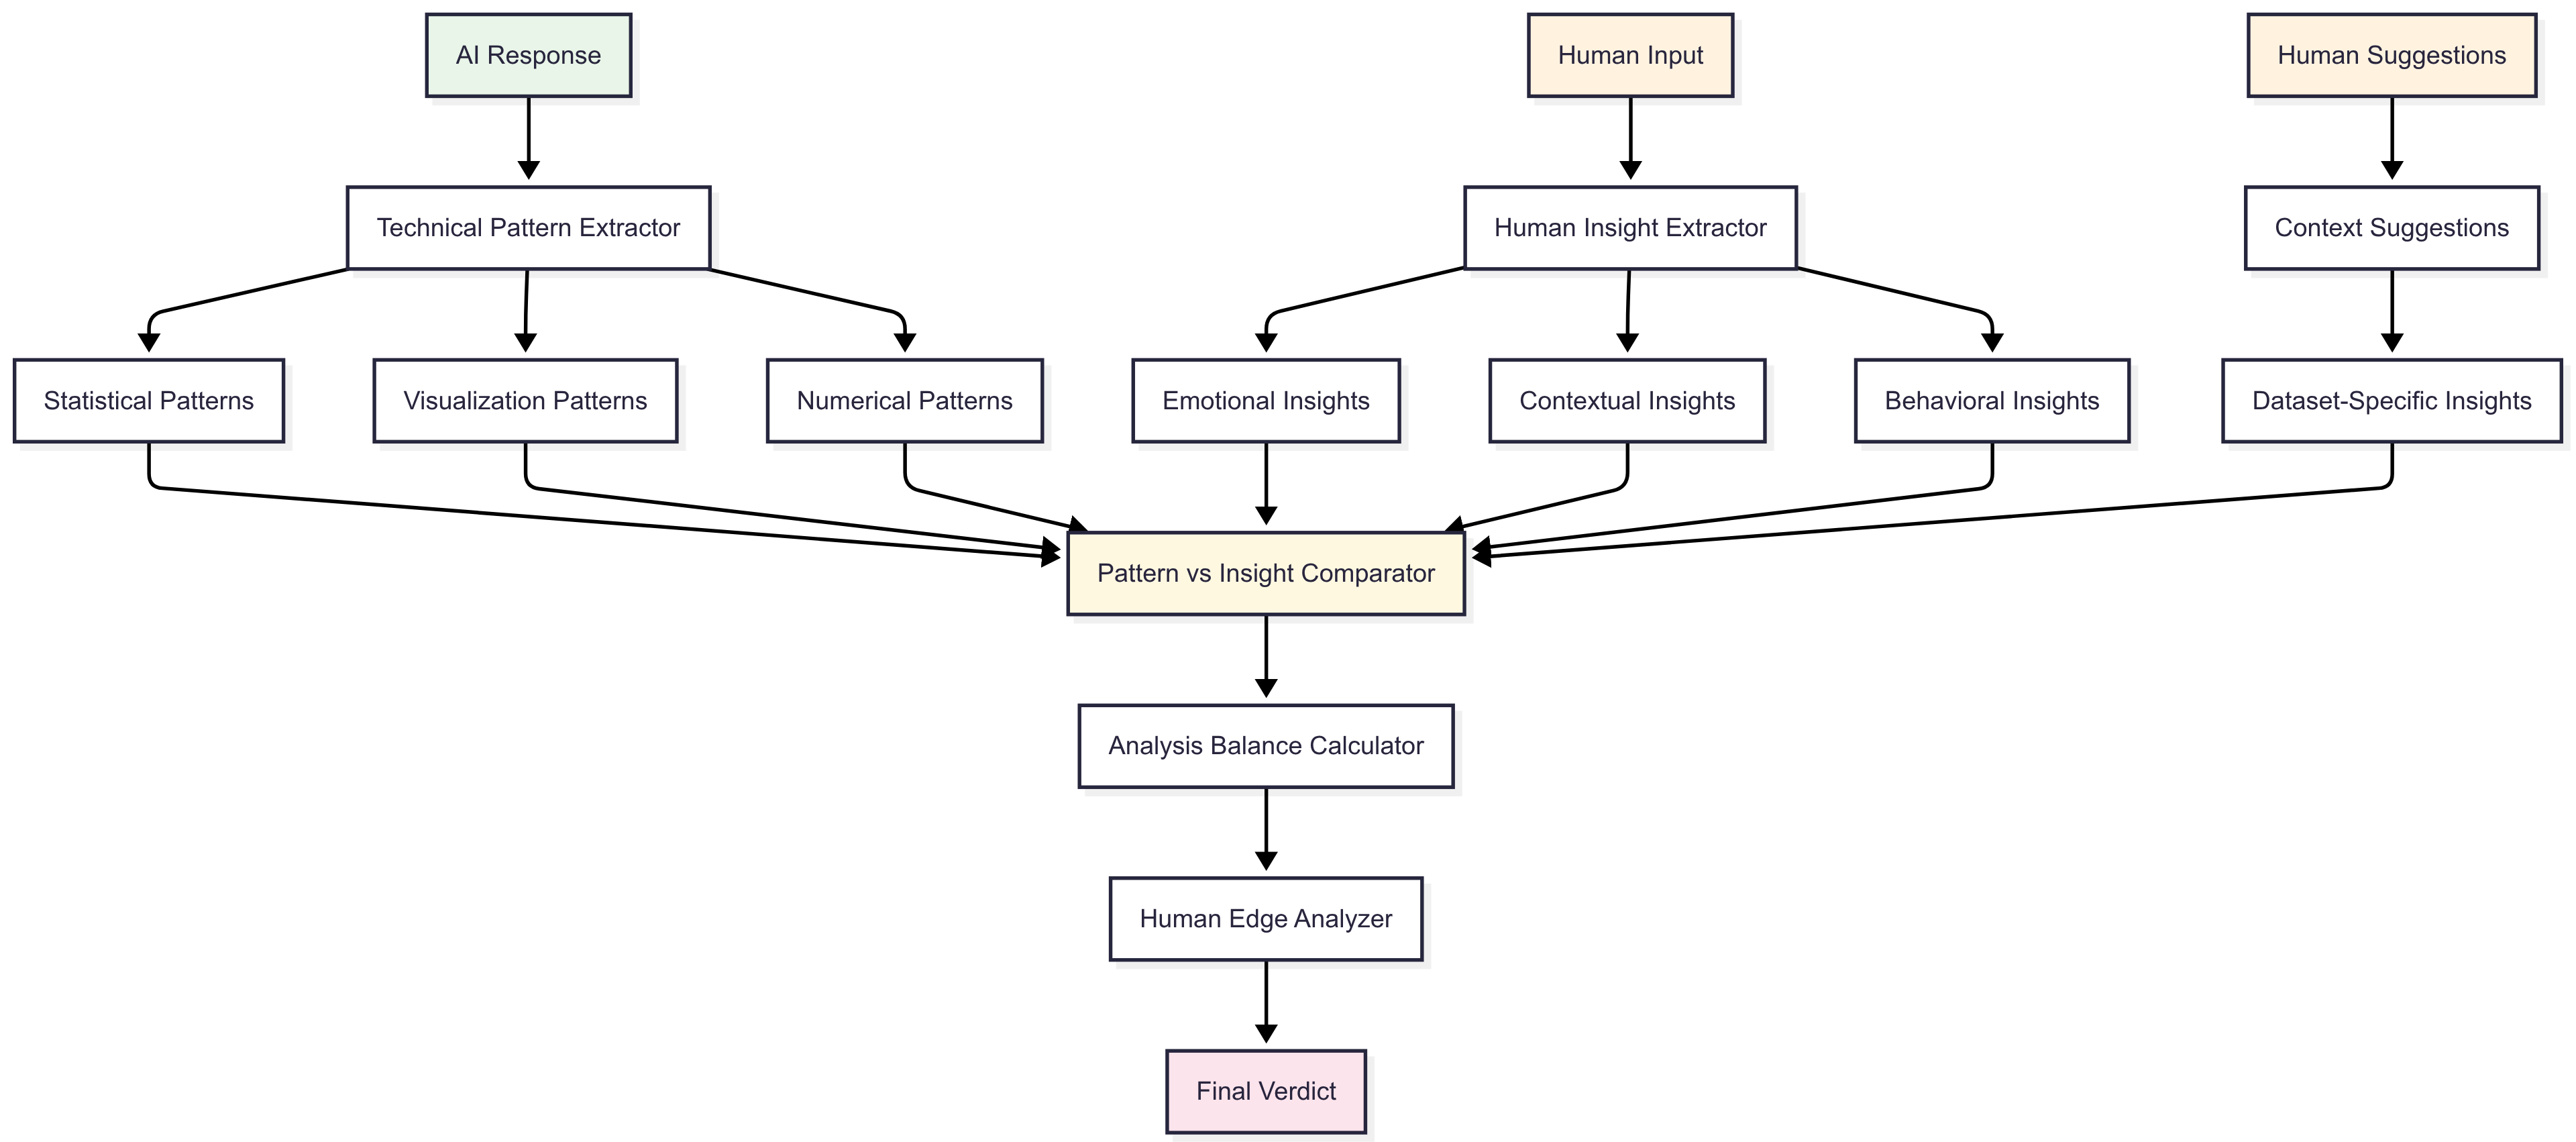 AI Response
Human Input
Human Suggestions
Technical Pattern Extractor
Human Insight Extractor
Context Suggestions
Statistical Patterns
Visualization Patterns
Numerical Patterns
Emotional Insights
Contextual Insights
Behavioral Insights
Dataset-Specific Insights
Pattern vs Insight Comparator
Analysis Balance Calculator
Human Edge Analyzer
Final Verdict